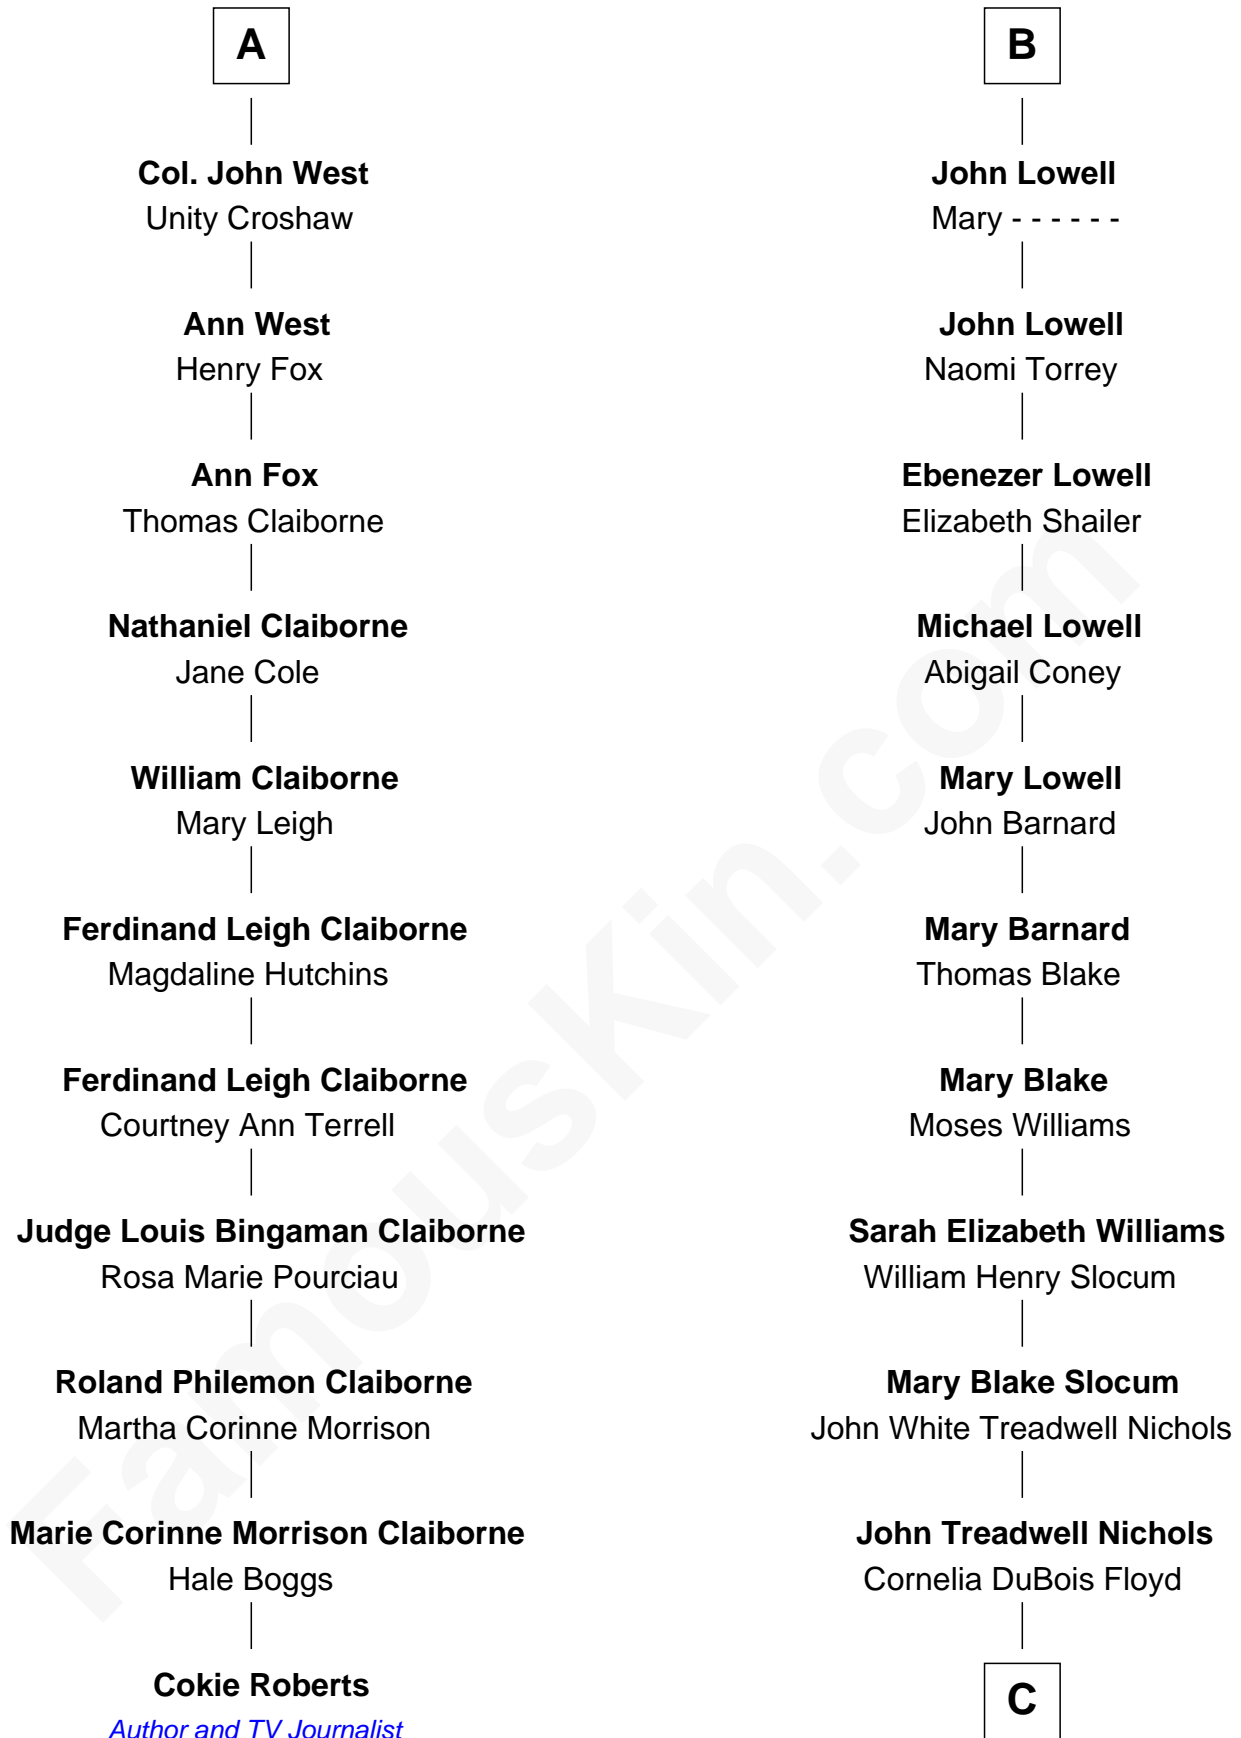 A
Col. John West
Unity Croshaw
Ann West
Henry Fox
Ann Fox
Thomas Claiborne
Nathaniel Claiborne
Jane Cole
William Claiborne
Mary Leigh
Ferdinand Leigh Claiborne
Magdaline Hutchins
Ferdinand Leigh Claiborne
Courtney Ann Terrell
Judge Louis Bingaman Claiborne
Rosa Marie Pourciau
Roland Philemon Claiborne
Martha Corinne Morrison
Marie Corinne Morrison Claiborne
Hale Boggs
Cokie Roberts
Author and TV Journalist
B
John Lowell
Mary - - - - - -
John Lowell
Naomi Torrey
Ebenezer Lowell
Elizabeth Shailer
Michael Lowell
Abigail Coney
Mary Lowell
John Barnard
Mary Barnard
Thomas Blake
Mary Blake
Moses Williams
Sarah Elizabeth Williams
William Henry Slocum
Mary Blake Slocum
John White Treadwell Nichols
John Treadwell Nichols
Cornelia DuBois Floyd
C
FamousKin.com